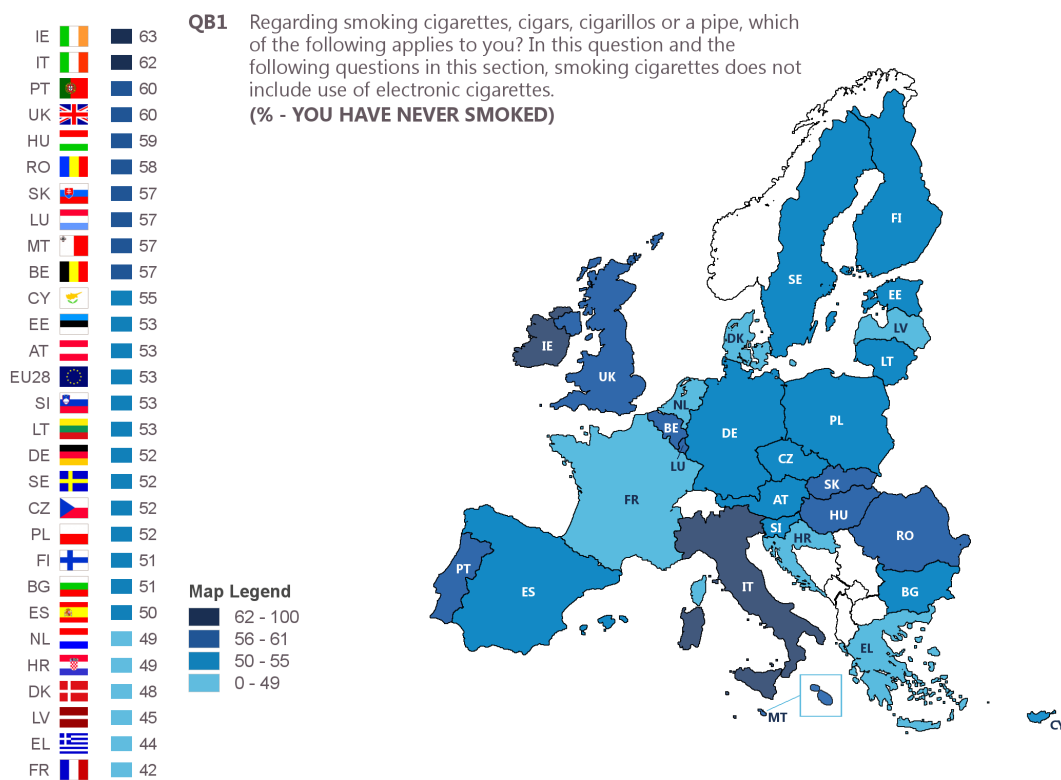 QB1 Regarding smoking cigarettes, cigars, cigarillos or a pipe, which
of the following applies to you? In this question and the
following questions in this section, smoking cigarettes does not
include use of electronic cigarettes.
(% - YOU HAVE NEVER SMOKED)
IE 63
IT 62
PT 60
UK 60
HU 59
RO 58
SK 57
LU 57
MT 57
BE 57
CY 55
EE 53
AT 53
EU28 53
SI 53
LT 53
DE 52
SE 52
CZ 52
PL 52
FI 51
BG 51
ES 50
NL 49
HR 49
DK 48
LV 45
EL 44
FR 42
Map Legend
62 - 100
56 - 61
50 - 55
0 - 49
FI
SE
EE
LV
DK
LT
IE
UK
NL
PL
BE
DE
CZ
LU
SK
FR
AT
HU
SI
HR
RO
PT
IT
ES
BG
EL
MT
CY